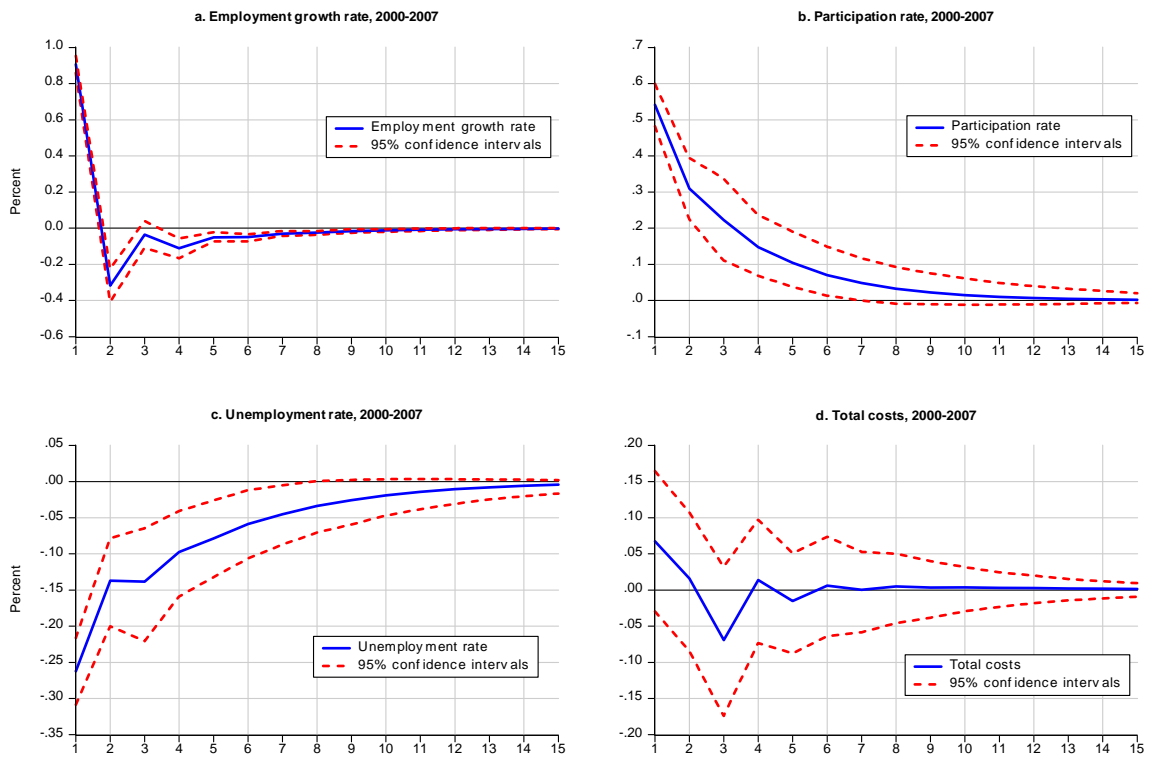 a. Employment growth rate, 2000-2007
1.0
0.8
0.6
0.4
0.2
0.0
-0.2
-0.4
-0.6
Percent
Employment growth rate
95% confidence intervals
1 2 3 4 5 6 7 8 9 10 11 12 13 14 15
b. Participation rate, 2000-2007
.7
.6
.5
.4
.3
.2
.1
.0
-.1
Participation rate
95% confidence intervals
1 2 3 4 5 6 7 8 9 10 11 12 13 14 15
c. Unemployment rate, 2000-2007
.05
.00
-.05
-.10
-.15
-.20
-.25
-.30
-.35
Percent
Unemployment rate
95% confidence intervals
1 2 3 4 5 6 7 8 9 10 11 12 13 14 15
d. Total costs, 2000-2007
.20
.15
.10
.05
.00
-.05
-.10
-.15
-.20
Total costs
95% confidence intervals
1 2 3 4 5 6 7 8 9 10 11 12 13 14 15